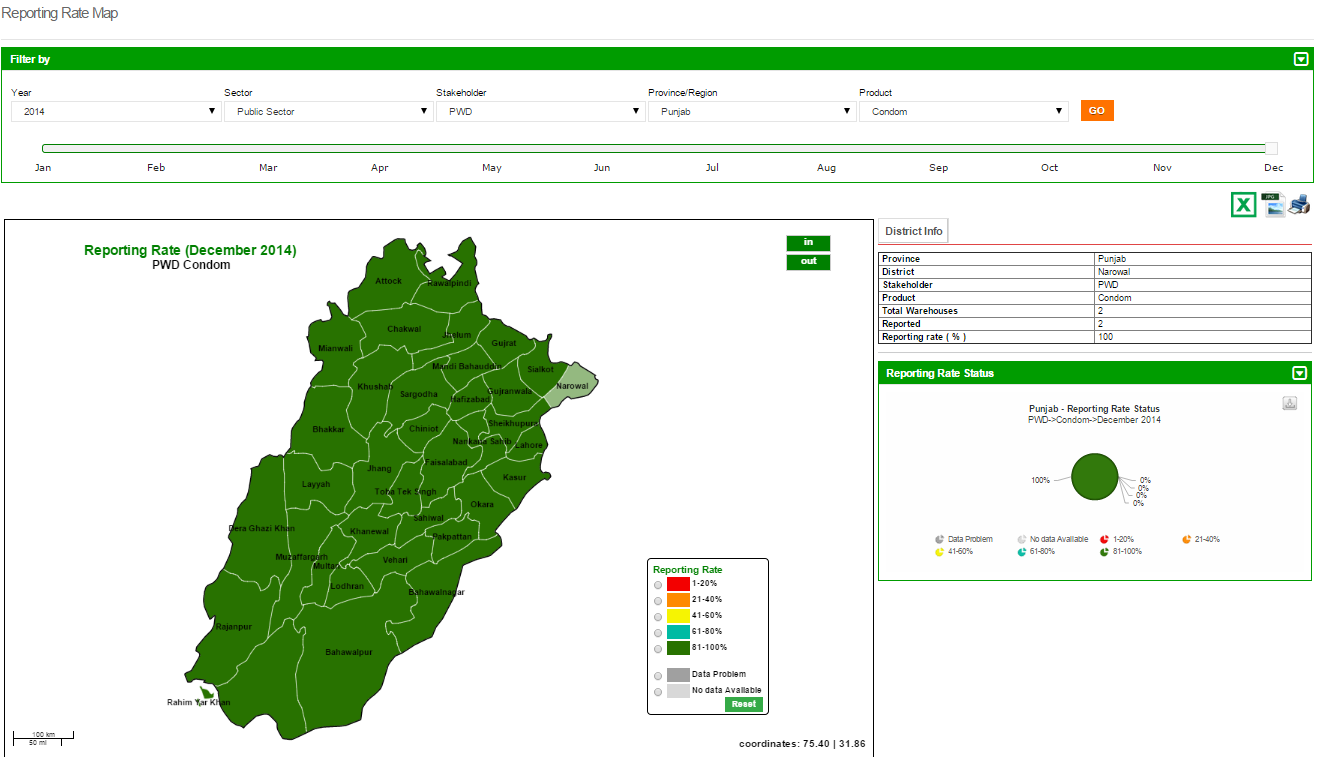 Reporting Rate Map
Filter by
Year Sector Stakeholder Province/Region Product
2014 Public Sector PWD Punjab Condom GO
Jan Feb Mar Apr May Jun Jul Aug Sep Oct Nov Dec
JPG
Reporting Rate (December 2014)
PWD Condom
in
out
Attock
Rawalpindi
Chakwal
Jhelum
Gujrat
Mianwali
Mandi Bahauddin
Sialkot
Khushab
Narowal
Sargodha
Gujranwala
Hafizabad
Bhakkar
Chiniot
Sheikhupura
Nankana Sahib
Lahore
Jhang
Faisalabad
Kasur
Layyah
Toba Tek Singh
Okara
Sahiwal
Dera Ghazi Khan
Khanewal
Pakpattan
Muzaffargarh
Multan
Vehari
Lodhran
Bahawalnagar
Rajanpur
Bahawalpur
Rahim Yar Khan
100 km
50 mi
Reporting Rate
1-20%
21-40%
41-60%
61-80%
81-100%
Data Problem
No data Available
Reset
coordinates: 75.40 | 31.86
District Info
Province Punjab
District Narowal
Stakeholder PWD
Product Condom
Total Warehouses 2
Reported 2
Reporting rate ( % ) 100
Reporting Rate Status
Punjab - Reporting Rate Status
PWD->Condom->December 2014
100%
0%
0%
0%
0%
Data Problem No data Available 1-20% 21-40%
41-60% 61-80% 81-100%